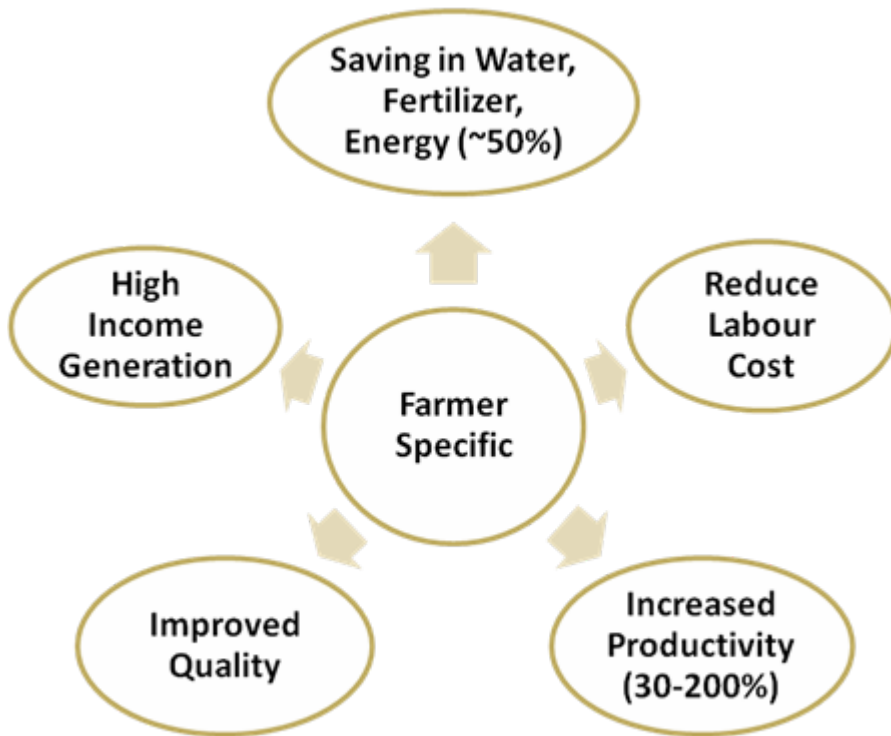 Saving in Water,
Fertilizer,
Energy (~50%)
High
Income
Generation
Reduce
Labour
Cost
Farmer
Specific
Improved
Quality
Increased
Productivity
(30-200%)